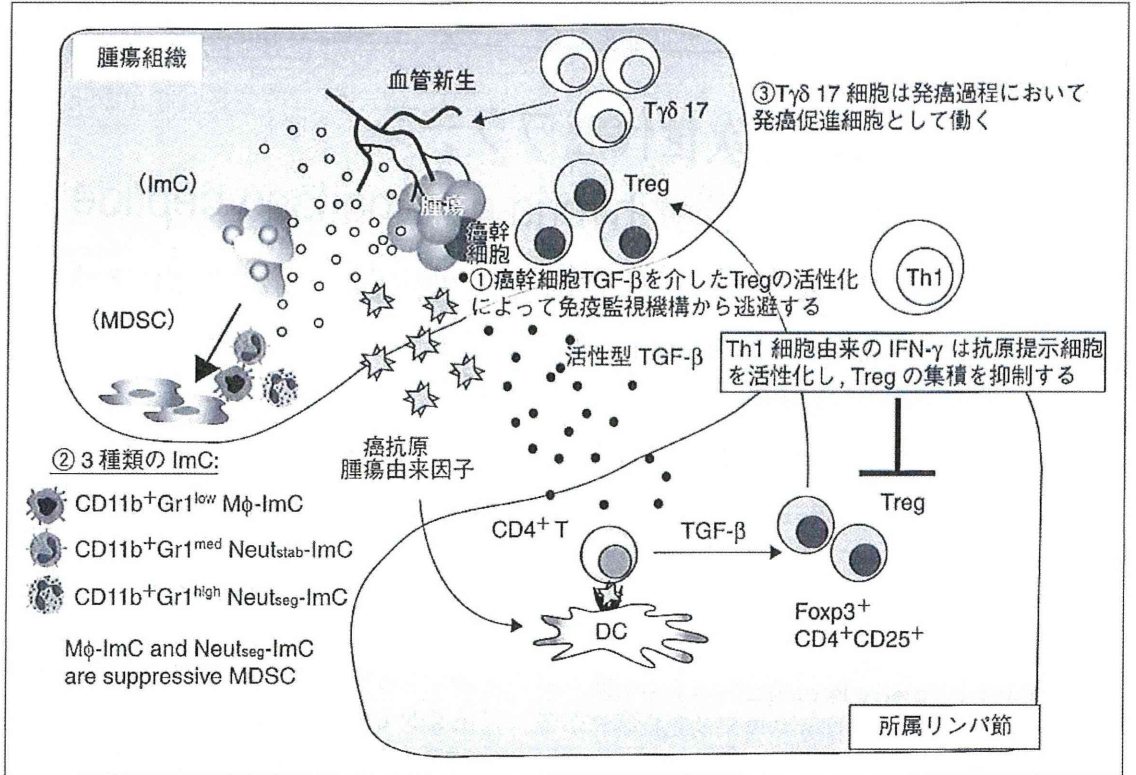 腫瘍組織
血管新生
Tγδ 17
③Tγδ 17 細胞は発癌過程において
発癌促進細胞として働く
(ImC)
Treg
腫瘍
癌幹
細胞
Th1
①癌幹細胞TGF-βを介したTregの活性化
によって免疫監視機構から逃避する
(MDSC)
活性型 TGF-β
Th1 細胞由来の IFN-γ は抗原提示細胞
を活性化し, Treg の集積を抑制する
癌抗原
腫瘍由来因子
② 3 種類の ImC:
CD11b+Gr1low Mφ-ImC
CD11b+Gr1med Neutstab-ImC
CD11b+Gr1high Neutseg-ImC
Mφ-ImC and Neutseg-ImC
are suppressive MDSC
CD4+ T
TGF-β
Treg
DC
Foxp3+
CD4+CD25+
所属リンパ節